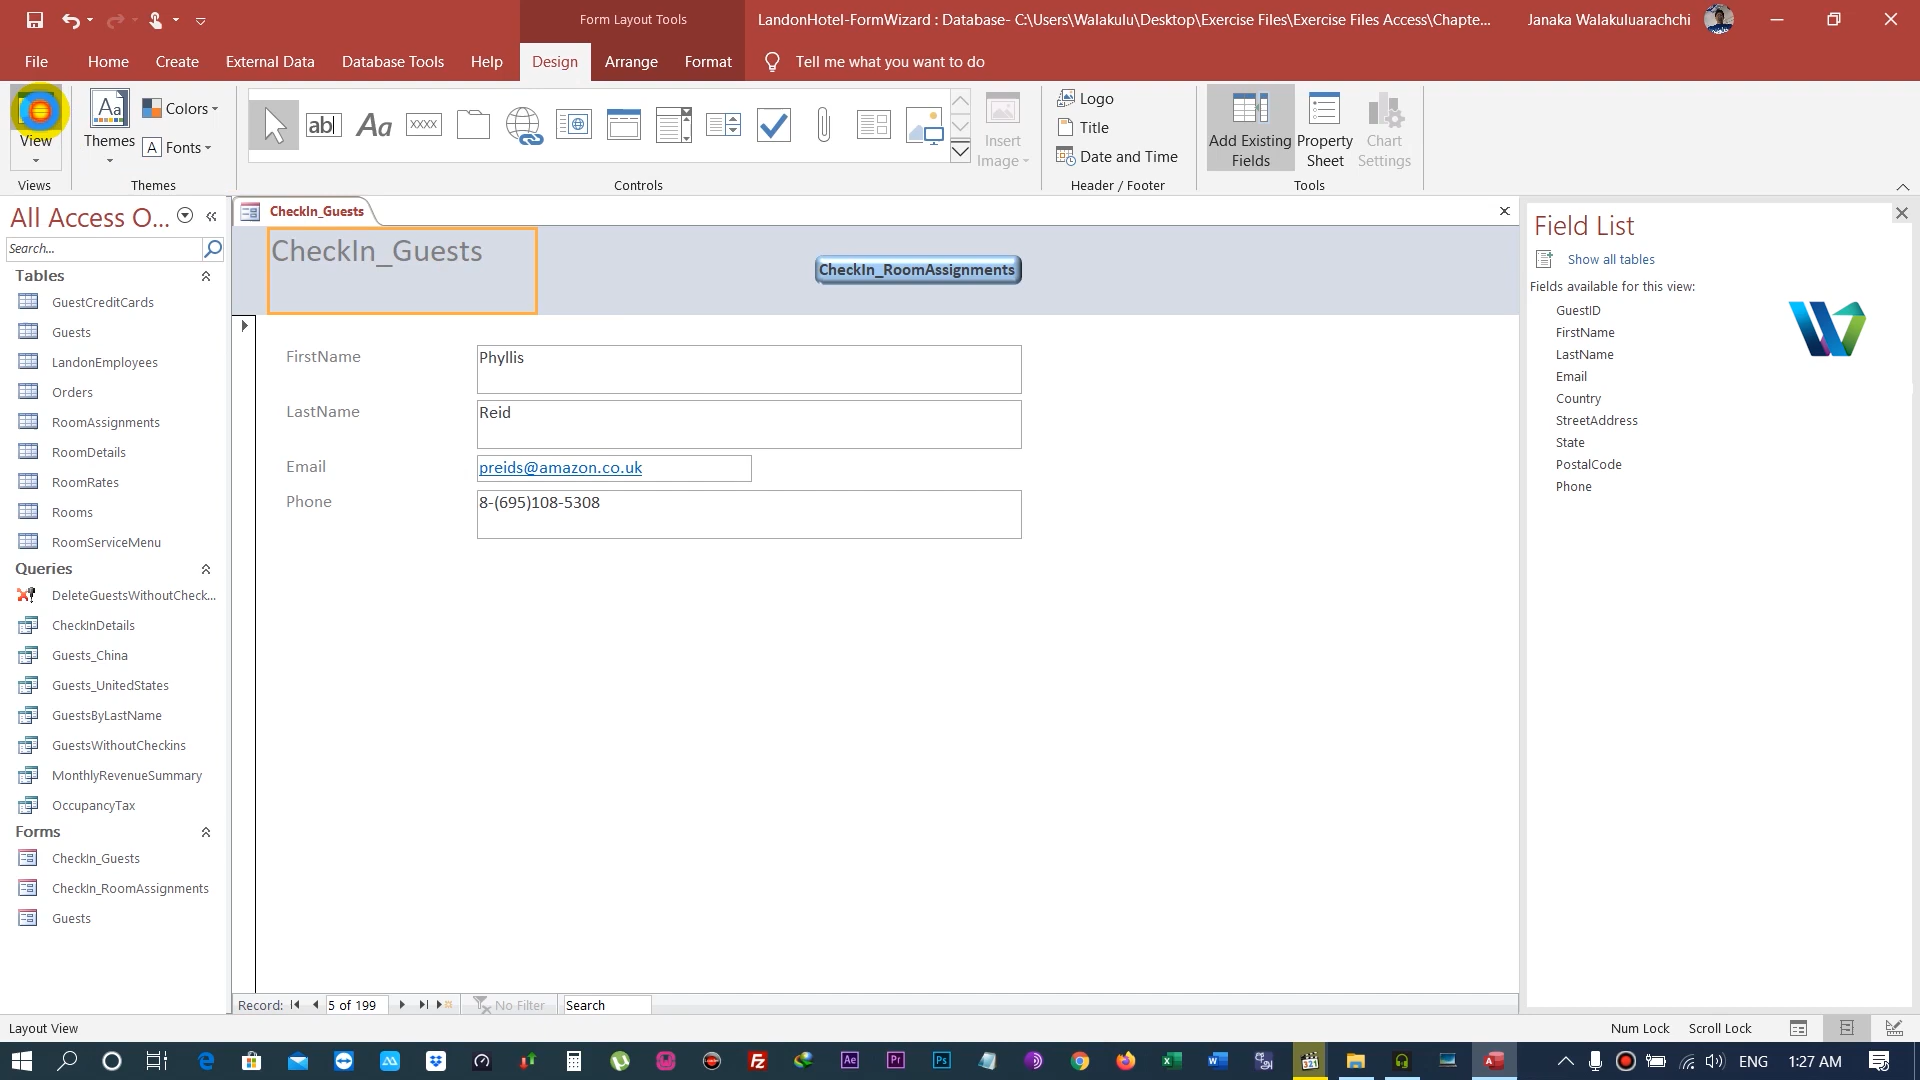 Form Layout Tools
LandonHotel-FormWizard : Database- C:\Users\Walakulu\Desktop\Exercise Files\Exercise Files Access\Chapte...
Janaka Walakuluarachchi
File
Home
Create
External Data
Database Tools
Help
Design
Arrange
Format
Tell me what you want to do
View
Themes
Colors
Fonts
Insert
Image
Logo
Title
Date and Time
Add Existing
Fields
Property
Sheet
Chart
Settings
Views
Themes
Controls
Header / Footer
Tools
All Access O...
Search...
Tables
GuestCreditCards
Guests
LandonEmployees
Orders
RoomAssignments
RoomDetails
RoomRates
Rooms
RoomServiceMenu
Queries
DeleteGuestsWithoutCheck...
CheckInDetails
Guests_China
Guests_UnitedStates
GuestsByLastName
GuestsWithoutCheckins
MonthlyRevenueSummary
OccupancyTax
Forms
CheckIn_Guests
CheckIn_RoomAssignments
Guests
CheckIn_Guests
CheckIn_Guests
CheckIn_RoomAssignments
FirstName
Phyllis
LastName
Reid
Email
preids@amazon.co.uk
Phone
8-(695)108-5308
Record:
5 of 199
No Filter
Search
Field List
Show all tables
Fields available for this view:
GuestID
FirstName
LastName
Email
Country
StreetAddress
State
PostalCode
Phone
Layout View
Num Lock
Scroll Lock
ENG
1:27 AM